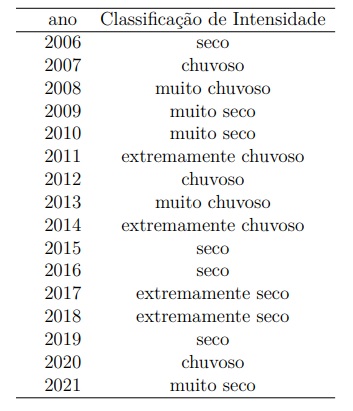 ano Classificação de Intensidade
2006 seco
2007 chuvoso
2008 muito chuvoso
2009 muito seco
2010 muito seco
2011 extremamente chuvoso
2012 chuvoso
2013 muito chuvoso
2014 extremamente chuvoso
2015 seco
2016 seco
2017 extremamente seco
2018 extremamente seco
2019 seco
2020 chuvoso
2021 muito seco